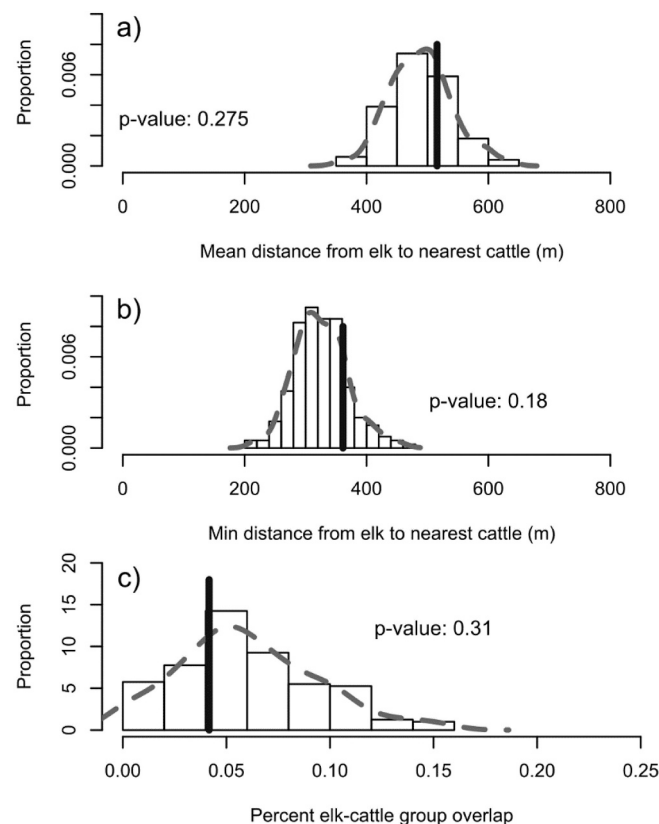 a)
Proportion
0.006
0.000
p-value: 0.275
0 200 400 600 800
Mean distance from elk to nearest cattle (m)
b)
Proportion
0.006
0.000
p-value: 0.18
0 200 400 600 800
Min distance from elk to nearest cattle (m)
c)
Proportion
20
15
10
5
0
p-value: 0.31
0.00 0.05 0.10 0.15 0.20 0.25
Percent elk-cattle group overlap